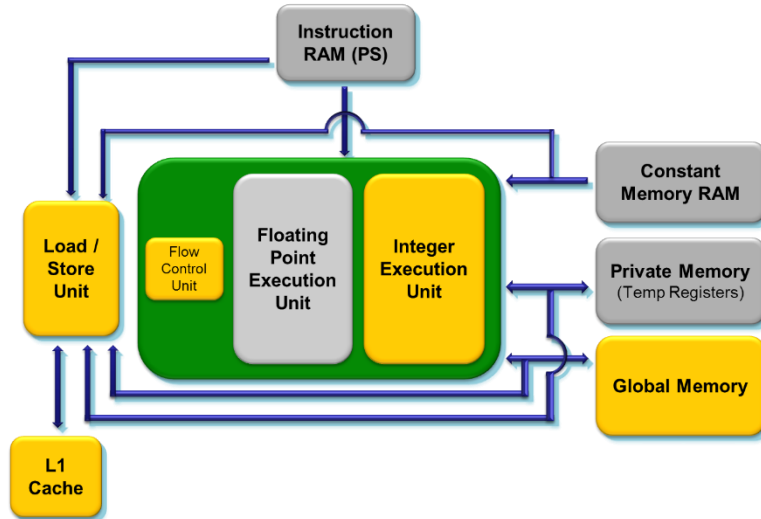 Instruction
RAM (PS)
Constant
Memory RAM
Load /
Store
Unit
Flow
Control
Unit
Floating
Point
Execution
Unit
Integer
Execution
Unit
Private Memory
(Temp Registers)
Global Memory
L1
Cache